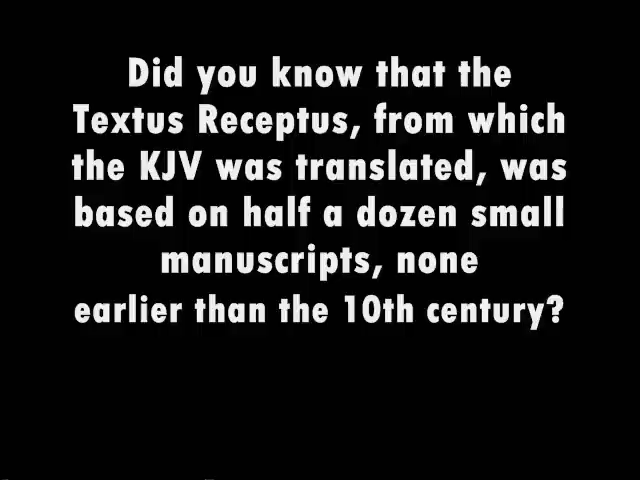 Did you know that the
Textus Receptus, from which
the KJV was translated, was
based on half a dozen small
manuscripts, none
earlier than the 10th century?